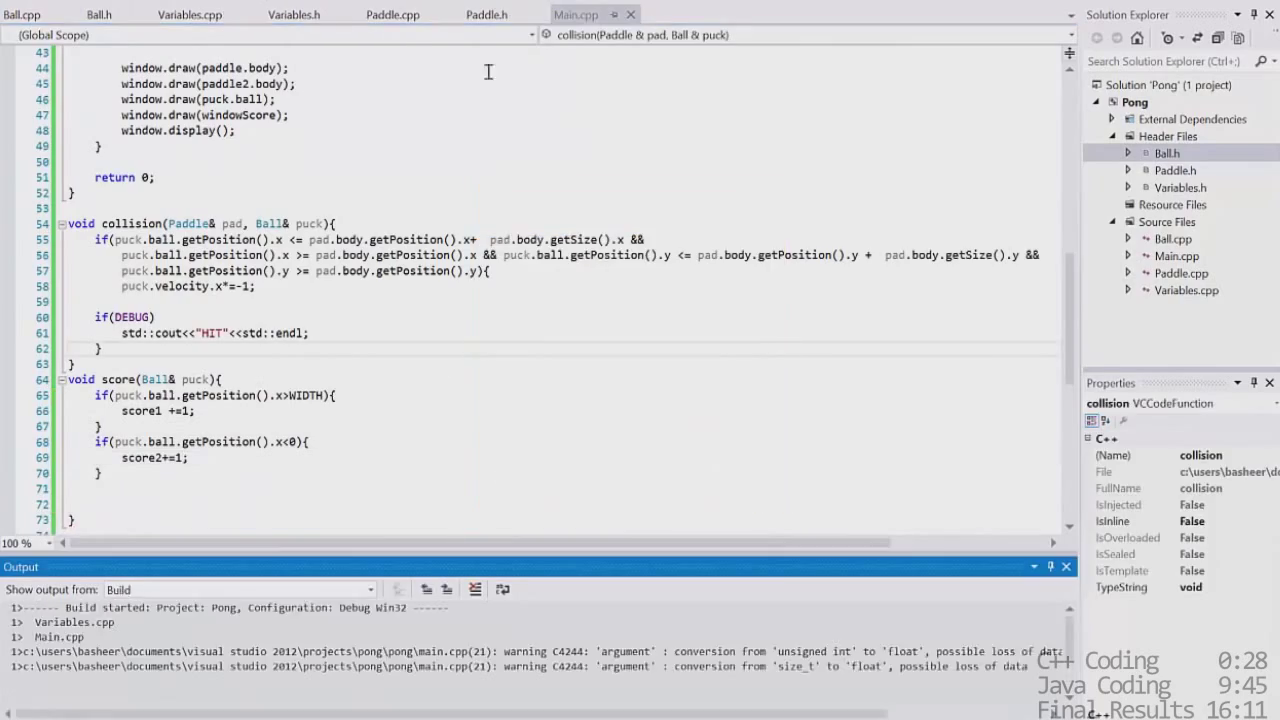 Ball.cpp Ball.h Variables.cpp Variables.h Paddle.cpp Paddle.h Main.cpp
(Global Scope) collision(Paddle & pad, Ball & puck)
43
44 window.draw(paddle.body);
45 window.draw(paddle2.body);
46 window.draw(puck.ball);
47 window.draw(windowScore);
48 window.display();
49 }
50
51 return 0;
52 }
53
54 void collision(Paddle& pad, Ball& puck){
55 if(puck.ball.getPosition().x <= pad.body.getPosition().x+ pad.body.getSize().x &&
56 puck.ball.getPosition().x >= pad.body.getPosition().x && puck.ball.getPosition().y <= pad.body.getPosition().y + pad.body.getSize().y &&
57 puck.ball.getPosition().y >= pad.body.getPosition().y){
58 puck.velocity.x*=-1;
59
60 if(DEBUG)
61 std::cout<<"HIT"<<std::endl;
62 }
63 }
64 void score(Ball& puck){
65 if(puck.ball.getPosition().x>WIDTH){
66 score1 +=1;
67 }
68 if(puck.ball.getPosition().x<0){
69 score2+=1;
70 }
71
72
73 }
100 %
Output
Show output from: Build
1>------ Build started: Project: Pong, Configuration: Debug Win32 ------
1> Variables.cpp
1> Main.cpp
1>c:\users\basheer\documents\visual studio 2012\projects\pong\pong\main.cpp(21): warning C4244: 'argument' : conversion from 'unsigned int' to 'float', possible loss of data
1>c:\users\basheer\documents\visual studio 2012\projects\pong\pong\main.cpp(21): warning C4244: 'argument' : conversion from 'size_t' to 'float', possible loss of data
Solution Explorer
Search Solution Explorer (Ctrl+;)
Solution 'Pong' (1 project)
Pong
External Dependencies
Header Files
Ball.h
Paddle.h
Variables.h
Resource Files
Source Files
Ball.cpp
Main.cpp
Paddle.cpp
Variables.cpp
Properties
collision VCCodeFunction
C++
(Name) collision
File c:\users\basheer\do
FullName collision
IsInjected False
IsInline False
IsOverloaded False
IsSealed False
IsTemplate False
TypeString void
C++ Coding 0:28
Java Coding 9:45
Final Results 16:11
C++